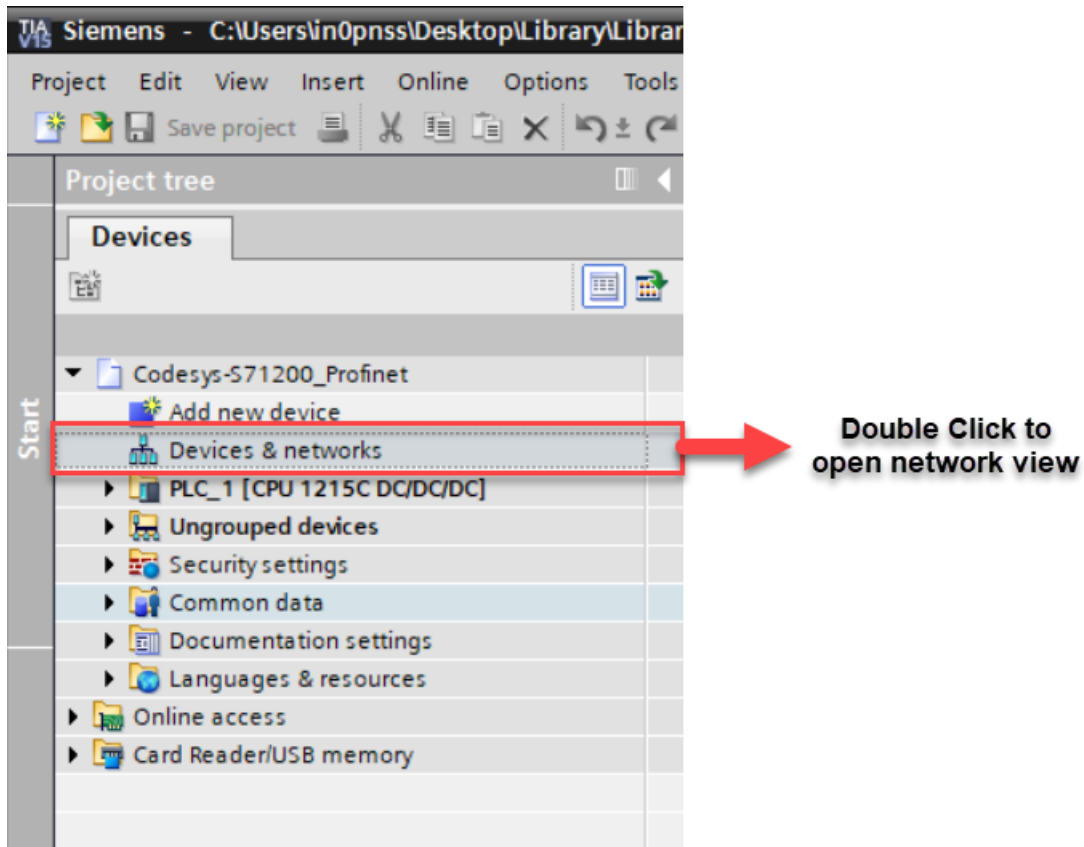 TIA V15 Siemens - C:\Users\in0pnss\Desktop\Library\Librar
Project Edit View Insert Online Options Tools
Save project
Project tree
Devices
Start
Codesys-S71200_Profinet
Add new device
Devices & networks
Double Click to
open network view
PLC_1 [CPU 1215C DC/DC/DC]
Ungrouped devices
Security settings
Common data
Documentation settings
Languages & resources
Online access
Card Reader/USB memory